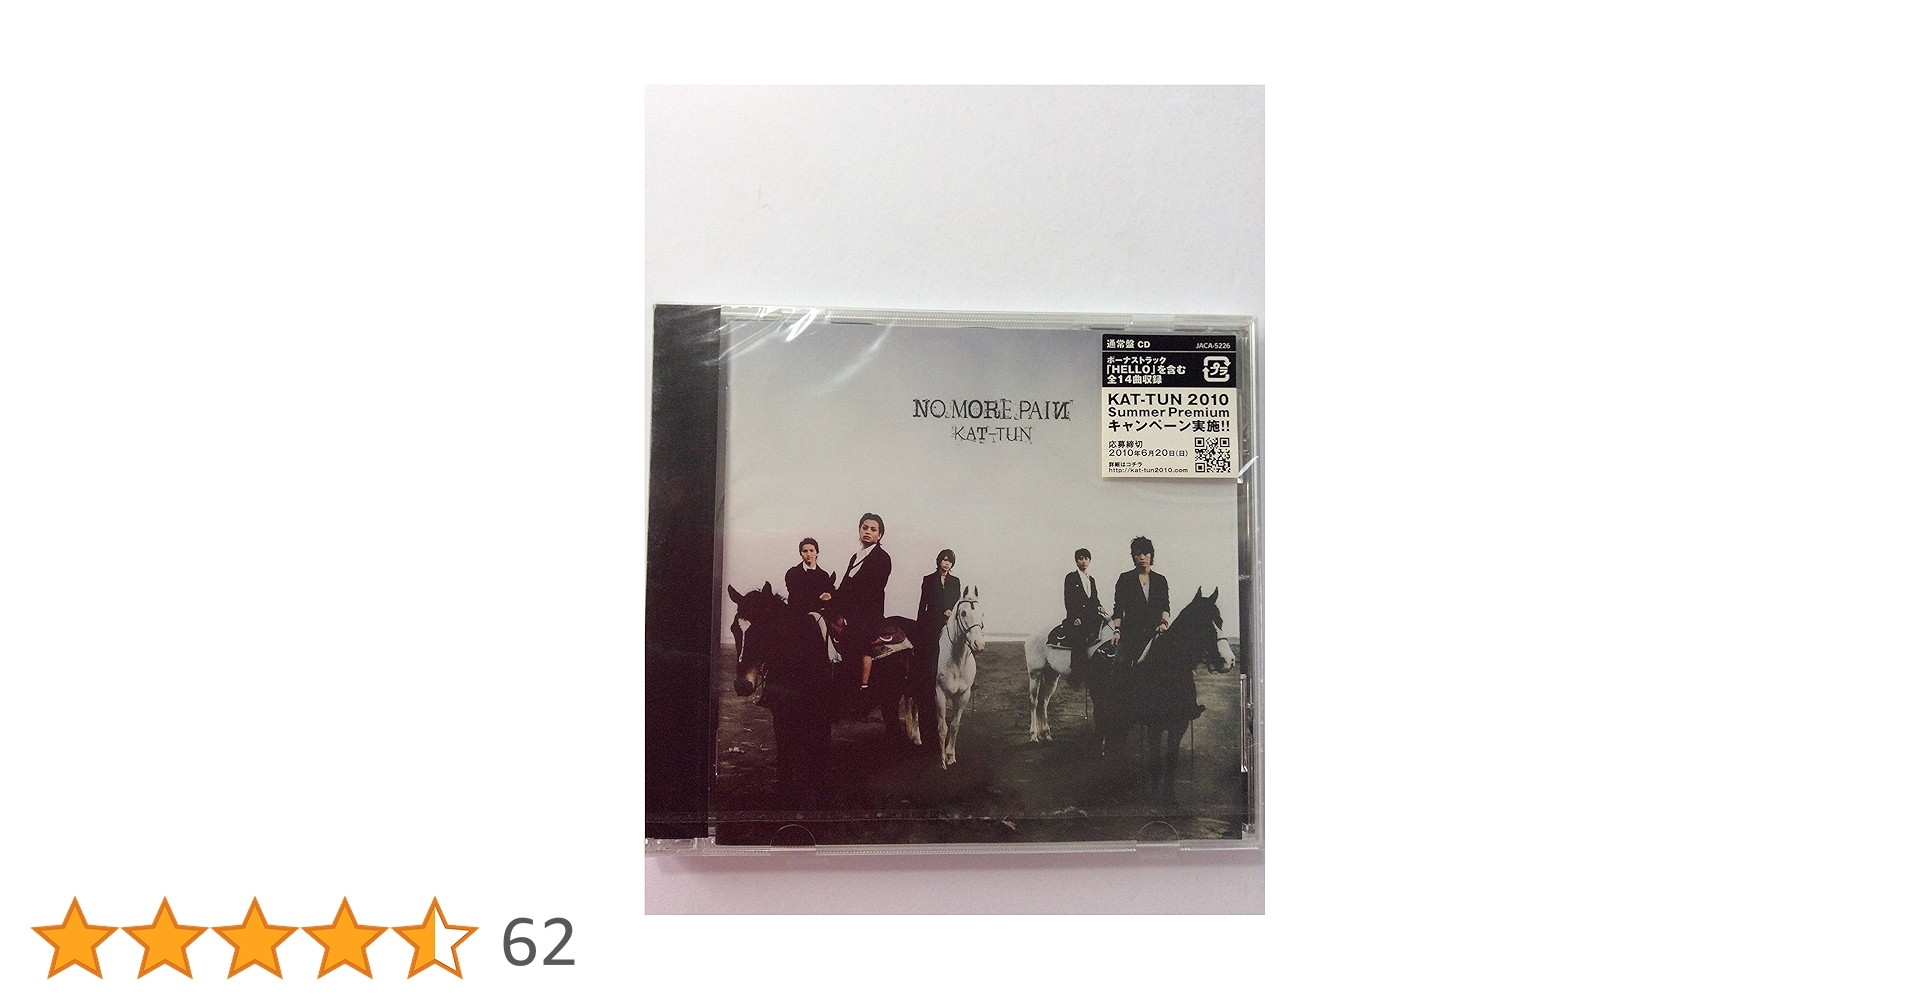 通常盤 CD JACA-5226
ボーナストラック
「HELLO」を含む
全14曲収録
プラ
KAT-TUN 2010
Summer Premium
キャンペーン実施!!
応募締切
2010年6月20日(日)
詳細はコチラ
http://kat-tun2010.com
NO MORE PAIИ
KAT-TUN
62